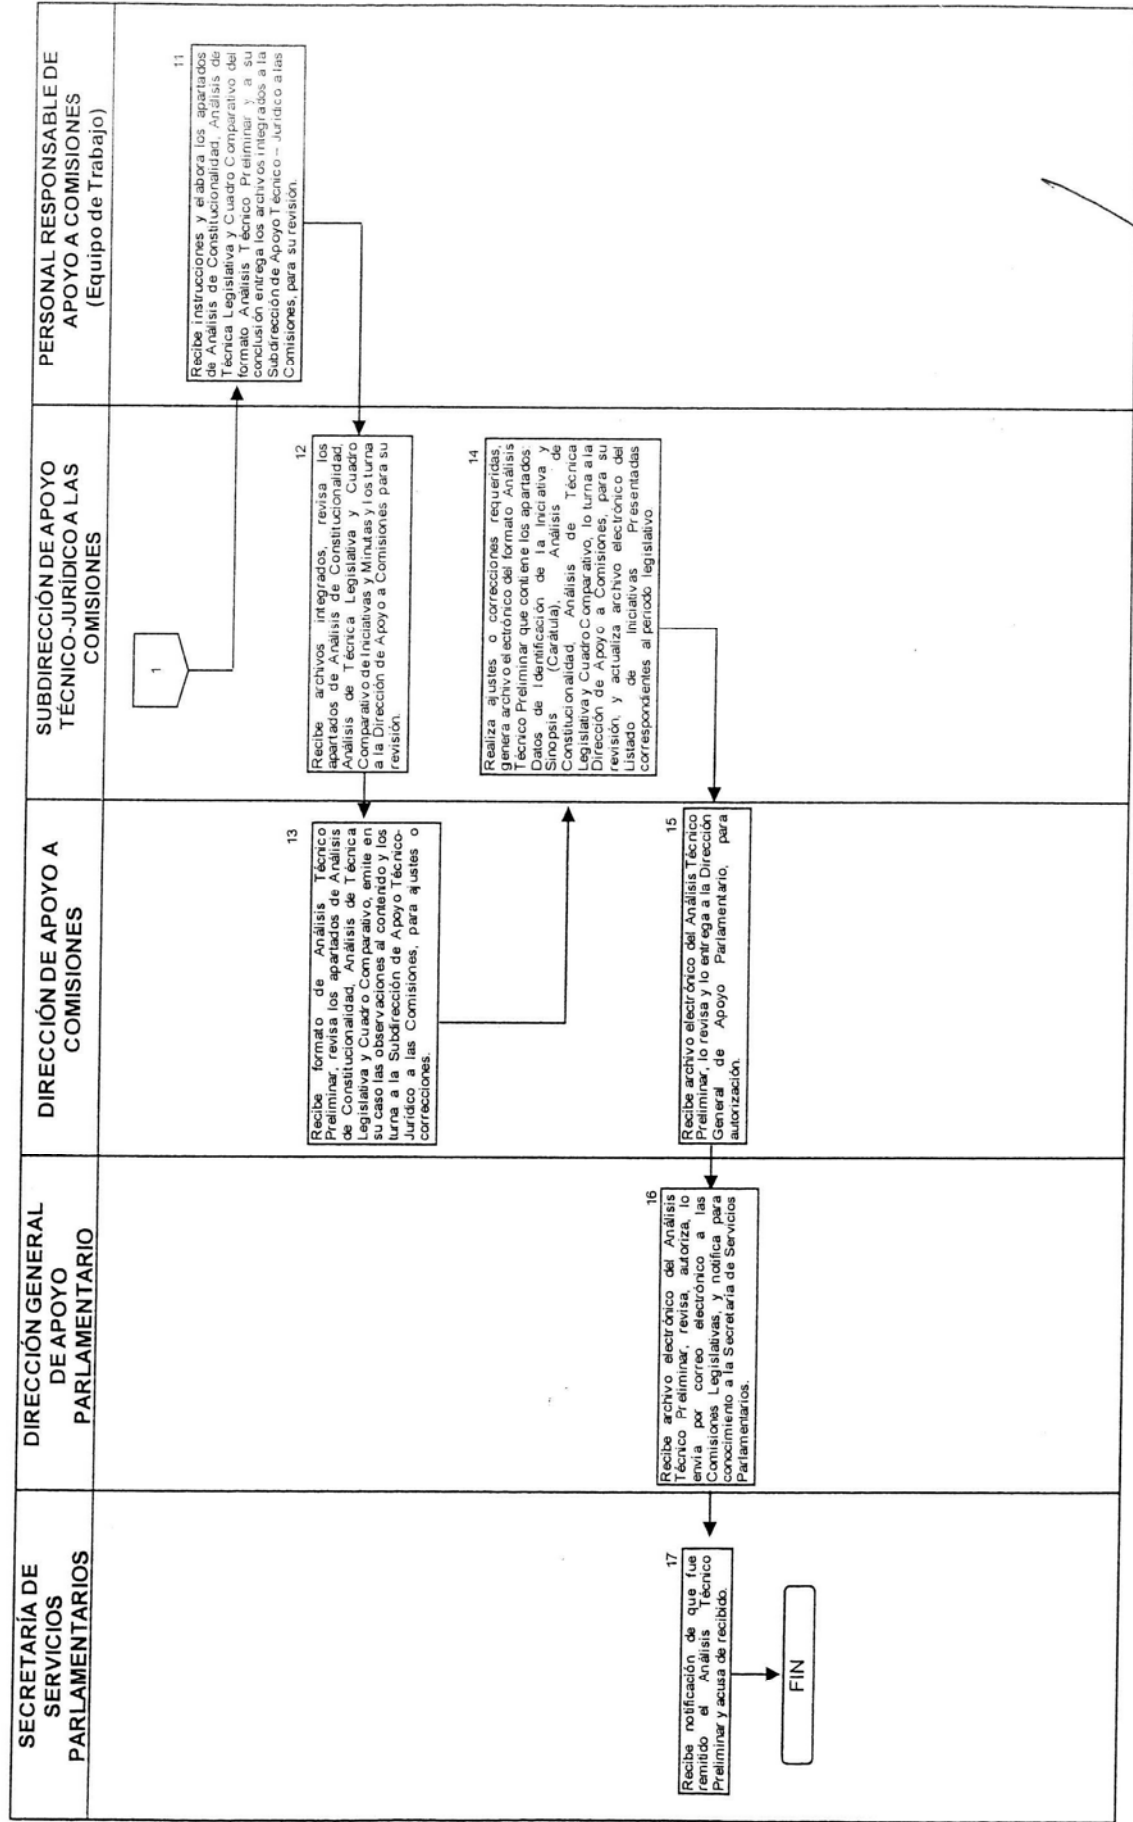 SECRETARÍA DE
SERVICIOS
PARLAMENTARIOS
DIRECCIÓN GENERAL
DE APOYO
PARLAMENTARIO
DIRECCIÓN DE APOYO A
COMISIONES
SUBDIRECCIÓN DE APOYO
TÉCNICO-JURÍDICO A LAS
COMISIONES
PERSONAL RESPONSABLE DE
APOYO A COMISIONES
(Equipo de Trabajo)
1
11
Recibe instrucciones y elabora los apartados
de Análisis de Constitucionalidad, Análisis de
Técnica Legislativa y Cuadro Comparativo del
formato Análisis Técnico Preliminar y a su
conclusión entrega los archivos integrados a la
Subdirección de Apoyo Técnico – Jurídico a las
Comisiones, para su revisión.
12
Recibe archivos integrados, revisa los
apartados de Análisis de Constitucionalidad,
Análisis de Técnica Legislativa y Cuadro
Comparativo de Iniciativas y Minutas y los turna
a la Dirección de Apoyo a Comisiones para su
revisión.
13
Recibe formato de Análisis Técnico
Preliminar, revisa los apartados de Análisis
de Constitucionalidad, Análisis de Técnica
Legislativa y Cuadro Comparativo, emite en
su caso las observaciones al contenido y los
turna a la Subdirección de Apoyo Técnico-
Jurídico a las Comisiones, para ajustes o
correcciones.
14
Realiza ajustes o correcciones requeridas,
genera archivo electrónico del formato Análisis
Técnico Preliminar que contiene los apartados:
Datos de Identificación de la Iniciativa y
Sinopsis (Carátula), Análisis de
Constitucionalidad, Análisis de Técnica
Legislativa y Cuadro Comparativo, lo turna a la
Dirección de Apoyo a Comisiones, para su
revisión, y actualiza archivo electrónico del
Listado de Iniciativas Presentadas
correspondientes al periodo legislativo.
15
Recibe archivo electrónico del Análisis Técnico
Preliminar, lo revisa y lo entrega a la Dirección
General de Apoyo Parlamentario, para
autorización.
16
Recibe archivo electrónico del Análisis
Técnico Preliminar, revisa, autoriza, lo
envía por correo electrónico a las
Comisiones Legislativas, y notifica para
conocimiento a la Secretaría de Servicios
Parlamentarios.
17
Recibe notificación de que fue
remitido el Análisis Técnico
Preliminar y acusa de recibido.
FIN